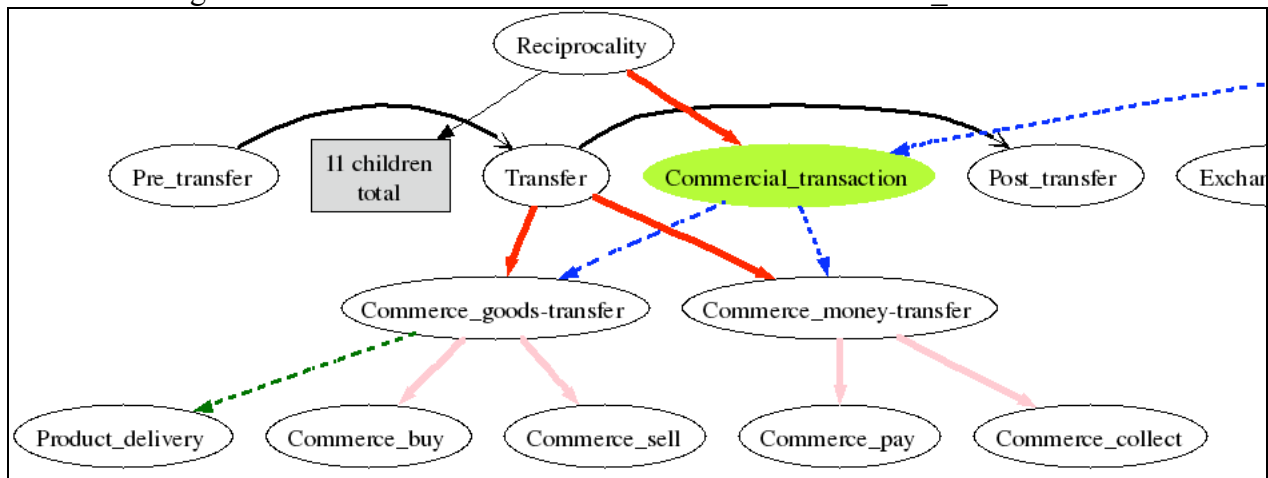 Reciprocality
Pre_transfer
11 children
total
Transfer
Commercial_transaction
Post_transfer
Commerce_goods-transfer
Commerce_money-transfer
Product_delivery
Commerce_buy
Commerce_sell
Commerce_pay
Commerce_collect